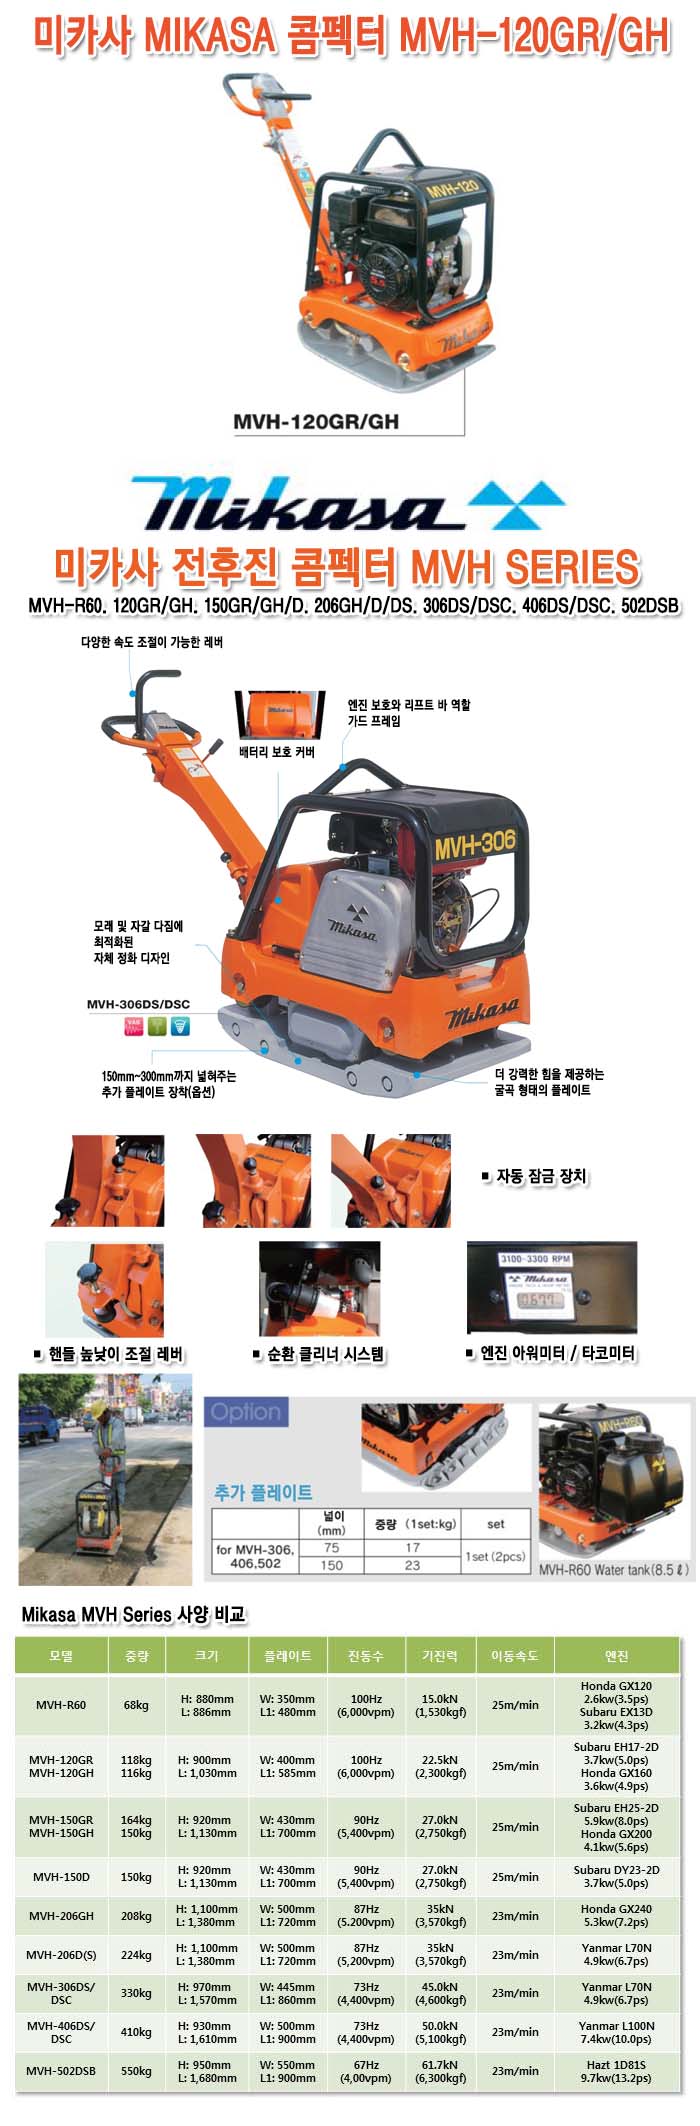 미카사 MIKASA 콤펙터 MVH-120GR/GH
MVH-120
5.5
Mikasa
MVH-120GR/GH
mikasa
미카사 전후진 콤펙터 MVH SERIES
MVH-R60. 120GR/GH. 150GR/GH/D. 206GH/D/DS. 306DS/DSC. 406DS/DSC. 502DSB
다양한 속도 조절이 가능한 레버
mikasa
배터리 보호 커버
엔진 보호와 리프트 바 역할
가드 프레임
Mikasa
MVH-306
mikasa
Mikasa
모래 및 자갈 다짐에
최적화된
자체 정화 디자인
MVH-306DS/DSC
VAS
150mm~300mm까지 넓혀주는
추가 플레이트 장착(옵션)
더 강력한 힘을 제공하는
굴곡 형태의 플레이트
■ 자동 잠금 장치
3100-3300 RPM
mikasa
■ 핸들 높낮이 조절 레버
■ 순환 클리너 시스템
■ 엔진 아워미터 / 타코미터
Option
mikasa
MVH-R60
추가 플레이트
넓이 (mm) 중량 (1set:kg) set
for MVH-306, 406,502 75 17 1set (2pcs)
150 23
MVH-R60 Water tank(8.5ℓ)
Mikasa MVH Series 사양 비교
모델 중량 크기 플레이트 진동수 기진력 이동속도 엔진
MVH-R60 68kg H: 880mm L: 886mm W: 350mm L1: 480mm 100Hz (6,000vpm) 15.0kN (1,530kgf) 25m/min Honda GX120 2.6kw(3.5ps) Subaru EX13D 3.2kw(4.3ps)
MVH-120GR MVH-120GH 118kg 116kg H: 900mm L: 1,030mm W: 400mm L1: 585mm 100Hz (6,000vpm) 22.5kN (2,300kgf) 25m/min Subaru EH17-2D 3.7kw(5.0ps) Honda GX160 3.6kw(4.9ps)
MVH-150GR MVH-150GH 164kg 150kg H: 920mm L: 1,130mm W: 430mm L1: 700mm 90Hz (5,400vpm) 27.0kN (2,750kgf) 25m/min Subaru EH25-2D 5.9kw(8.0ps) Honda GX200 4.1kw(5.6ps)
MVH-150D 150kg H: 920mm L: 1,130mm W: 430mm L1: 700mm 90Hz (5,400vpm) 27.0kN (2,750kgf) 25m/min Subaru DY23-2D 3.7kw(5.0ps)
MVH-206GH 208kg H: 1,100mm L: 1,380mm W: 500mm L1: 720mm 87Hz (5.200vpm) 35kN (3,570kgf) 23m/min Honda GX240 5.3kw(7.2ps)
MVH-206D(S) 224kg H: 1,100mm L: 1,380mm W: 500mm L1: 720mm 87Hz (5,200vpm) 35kN (3,570kgf) 23m/min Yanmar L70N 4.9kw(6.7ps)
MVH-306DS/ DSC 330kg H: 970mm L: 1,570mm W: 445mm L1: 860mm 73Hz (4,400vpm) 45.0kN (4,600kgf) 23m/min Yanmar L70N 4.9kw(6.7ps)
MVH-406DS/ DSC 410kg H: 930mm L: 1,610mm W: 500mm L1: 900mm 73Hz (4,400vpm) 50.0kN (5,100kgf) 23m/min Yanmar L100N 7.4kw(10.0ps)
MVH-502DSB 550kg H: 950mm L: 1,680mm W: 550mm L1: 900mm 67Hz (4,00vpm) 61.7kN (6,300kgf) 23m/min Hazt 1D81S 9.7kw(13.2ps)